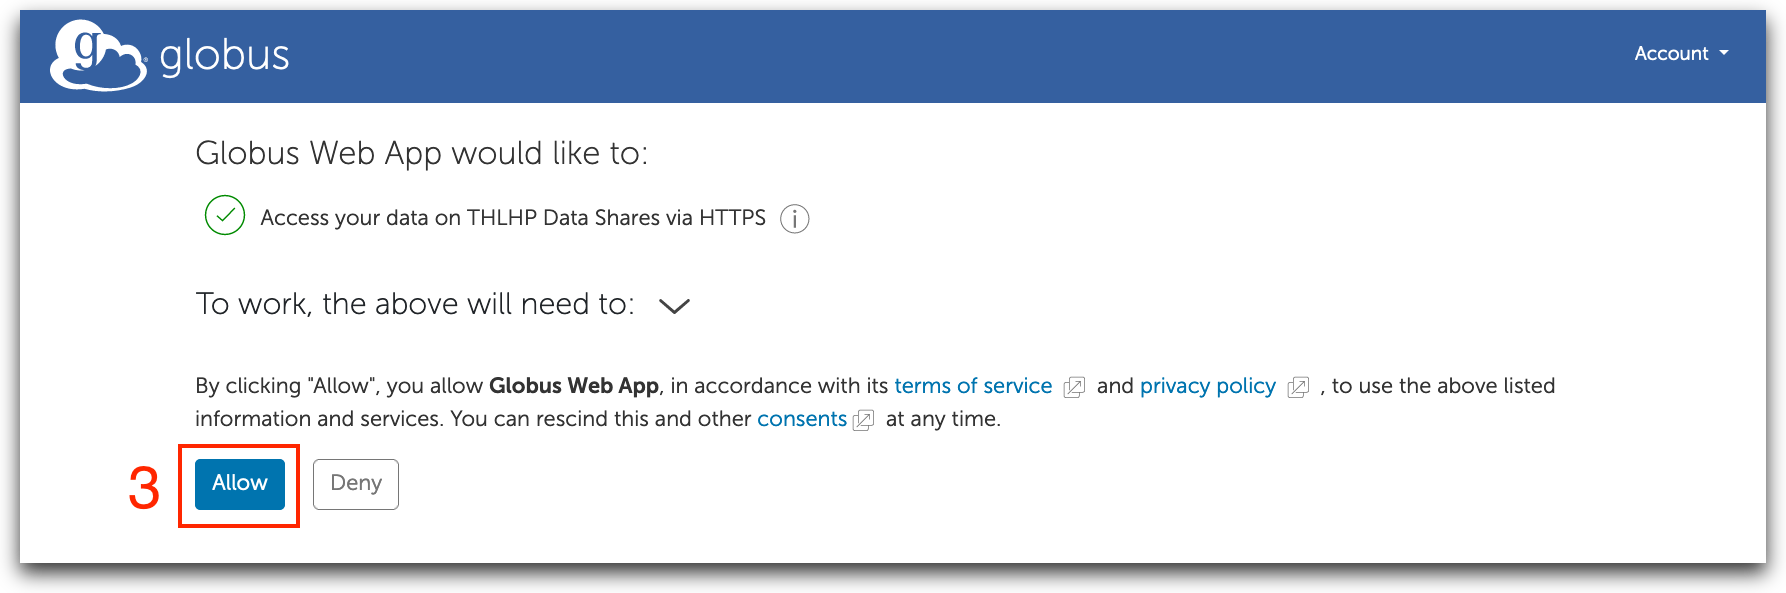 globus
Account
Globus Web App would like to:
Access your data on THLHP Data Shares via HTTPS
To work, the above will need to:
By clicking "Allow", you allow Globus Web App, in accordance with its terms of service and privacy policy , to use the above listed
information and services. You can rescind this and other consents at any time.
3 Allow Deny